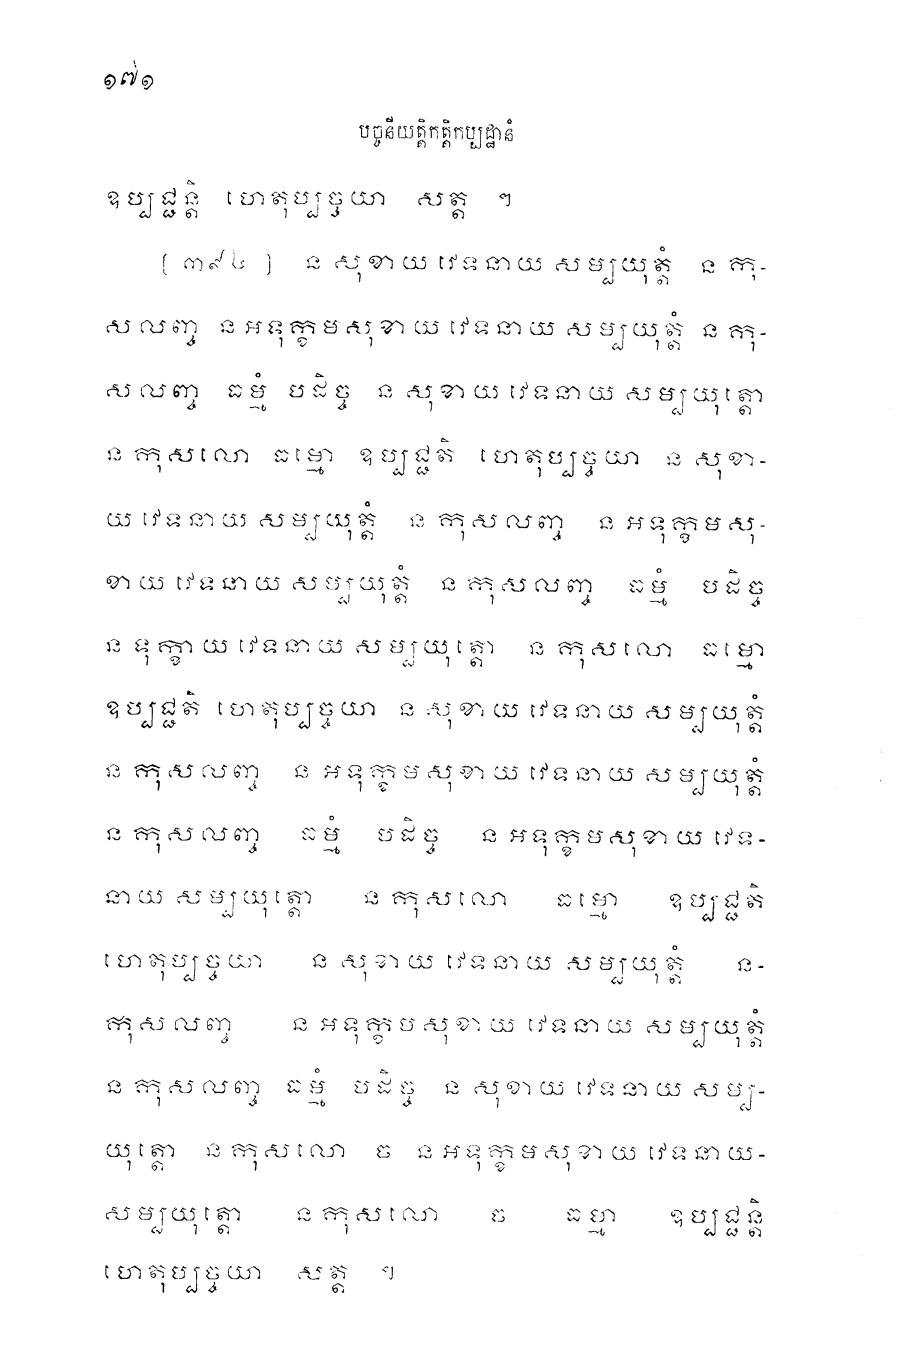 ១៧១
បច្ចនីយត្តិកត្តិកប្បដ្ឋានំ
ឧប្បជ្ជន្តិ ហេតុប្បច្ចយា សត្ត ។
[ ៣៩៤ ] ន សុខាយ វេទនាយ សម្បយុត្តំ ន កុ-
សលញ្ច ន អទុក្ខមសុខាយ វេទនាយ សម្បយុត្តំ ន កុ-
សលញ្ច ធម្មំ បដិច្ច ន សុខាយ វេទនាយ សម្បយុត្តោ
ន កុសលោ ធម្មោ ឧប្បជ្ជតិ ហេតុប្បច្ចយា ន សុខា-
យ វេទនាយ សម្បយុត្តំ ន កុសលញ្ច ន អទុក្ខមសុ-
ខាយ វេទនាយ សម្បយុត្តំ ន កុសលញ្ច ធម្មំ បដិច្ច
ន ទុក្ខាយ វេទនាយ សម្បយុត្តោ ន កុសលោ ធម្មោ
ឧប្បជ្ជតិ ហេតុប្បច្ចយា ន សុខាយ វេទនាយ សម្បយុត្តំ
ន កុសលញ្ច ន អទុក្ខមសុខាយ វេទនាយ សម្បយុត្តំ
ន កុសលញ្ច ធម្មំ បដិច្ច ន អទុក្ខមសុខាយ វេទ-
នាយ សម្បយុត្តោ ន កុសលោ ធម្មោ ឧប្បជ្ជតិ
ហេតុប្បច្ចយា ន សុខាយ វេទនាយ សម្បយុត្តំ ន-
កុសលញ្ច ន អទុក្ខមសុខាយ វេទនាយ សម្បយុត្តំ
ន កុសលញ្ច ធម្មំ បដិច្ច ន សុខាយ វេទនាយ សម្ប-
យុត្តោ ន កុសលោ ច ន អទុក្ខមសុខាយ វេទនាយ-
សម្បយុត្តោ ន កុសលោ ច ធម្មា ឧប្បជ្ជន្តិ
ហេតុប្បច្ចយា សត្ត ។